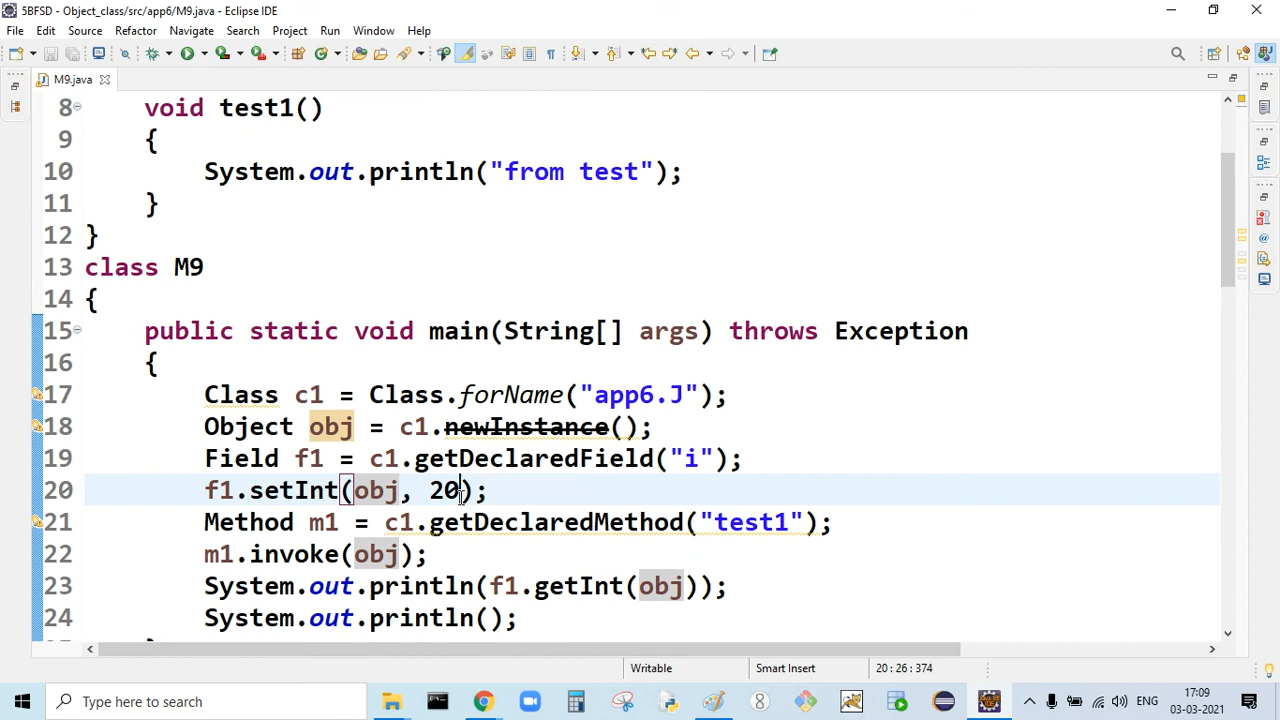 5BFSD - Object_class/src/app6/M9.java - Eclipse IDE
File Edit Source Refactor Navigate Search Project Run Window Help
M9.java
8 void test1()
9 {
10 System.out.println("from test");
11 }
12 }
13 class M9
14 {
15 public static void main(String[] args) throws Exception
16 {
17 Class c1 = Class.forName("app6.J");
18 Object obj = c1.newInstance();
19 Field f1 = c1.getDeclaredField("i");
20 f1.setInt(obj, 20);
21 Method m1 = c1.getDeclaredMethod("test1");
22 m1.invoke(obj);
23 System.out.println(f1.getInt(obj));
24 System.out.println();
Writable Smart Insert 20 : 26 : 374
Type here to search
ENG
17:09
03-03-2021